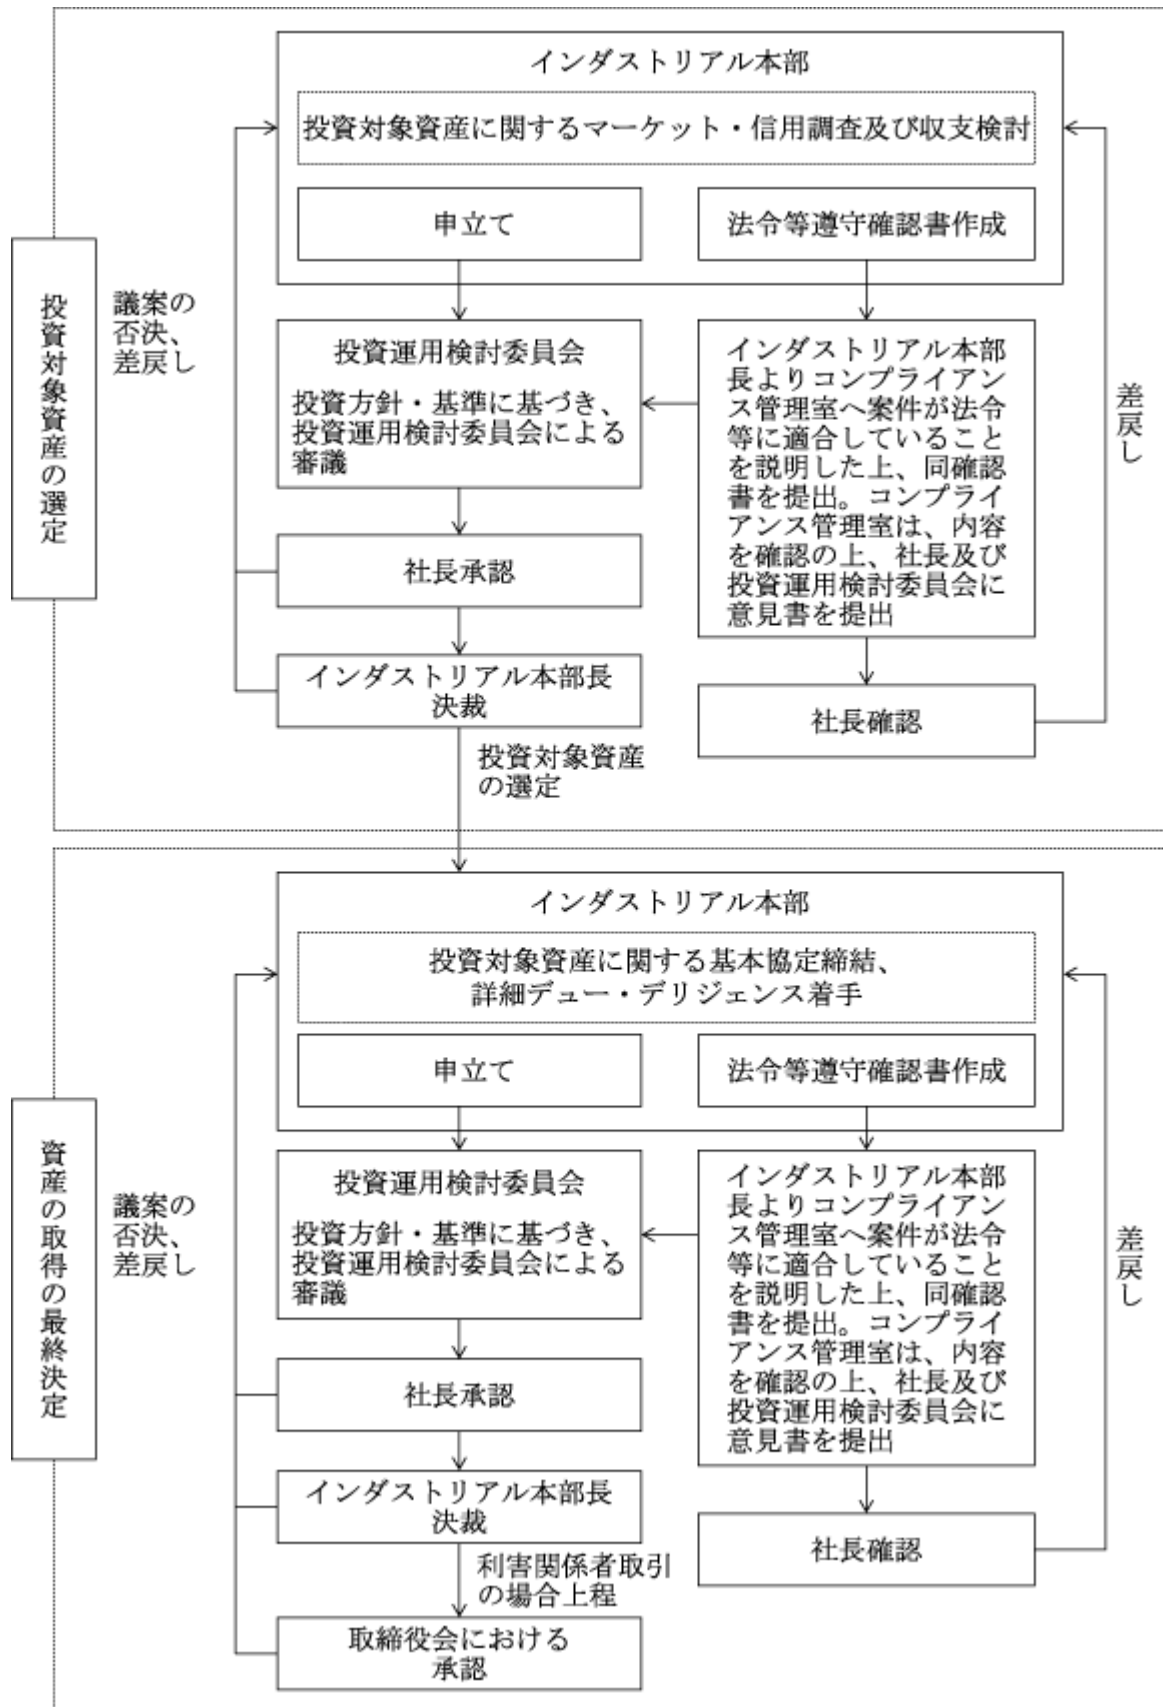 インダストリアル本部
投資対象資産に関するマーケット・信用調査及び収支検討
申立て
法令等遵守確認書作成
投資対象資産の選定
議案の
否決、
差戻し
投資運用検討委員会
投資方針・基準に基づき、
投資運用検討委員会による
審議
インダストリアル本部
長よりコンプライアン
ス管理室へ案件が法令
等に適合していること
を説明した上、同確認
書を提出。コンプライ
アンス管理室は、内容
を確認の上、社長及び
投資運用検討委員会に
意見書を提出
差戻し
社長承認
インダストリアル本部長
決裁
社長確認
投資対象資産
の選定
インダストリアル本部
投資対象資産に関する基本協定締結、
詳細デュー・デリジェンス着手
申立て
法令等遵守確認書作成
資産の取得の最終決定
議案の
否決、
差戻し
投資運用検討委員会
投資方針・基準に基づき、
投資運用検討委員会による
審議
インダストリアル本部
長よりコンプライアン
ス管理室へ案件が法令
等に適合していること
を説明した上、同確認
書を提出。コンプライ
アンス管理室は、内容
を確認の上、社長及び
投資運用検討委員会に
意見書を提出
差戻し
社長承認
インダストリアル本部長
決裁
社長確認
利害関係者取引
の場合上程
取締役会における
承認